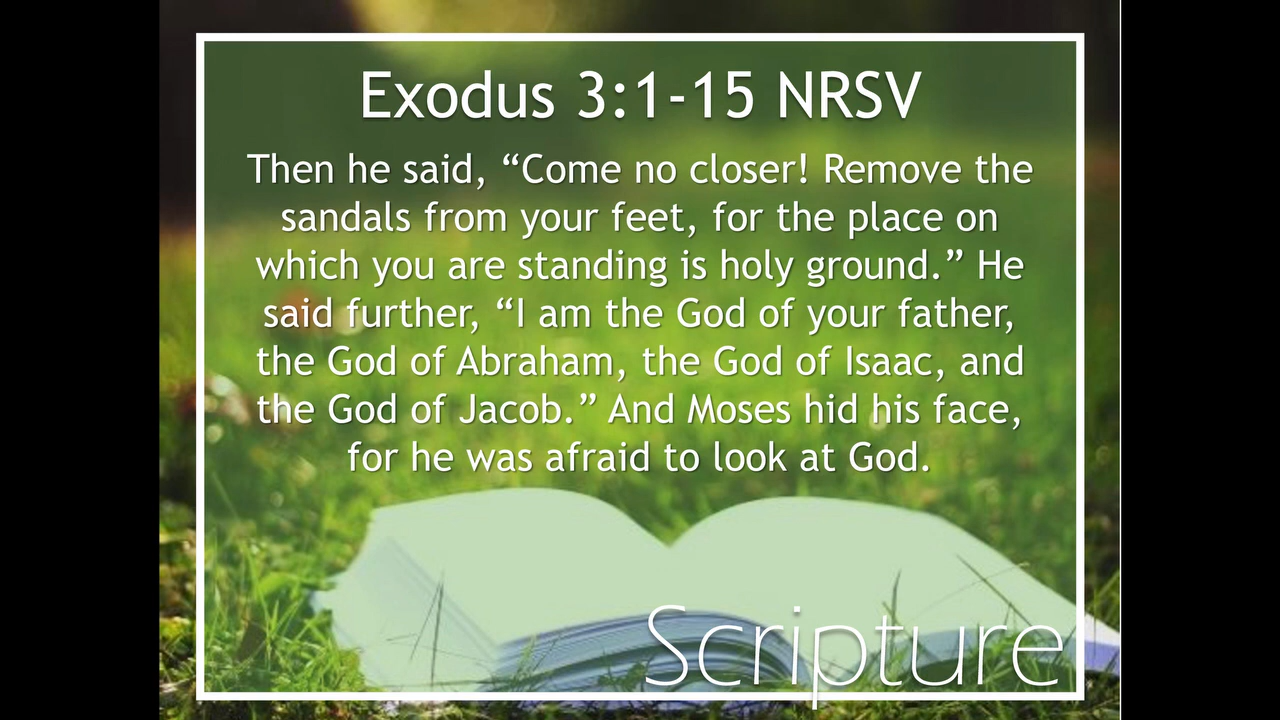 Exodus 3:1-15 NRSV
Then he said, “Come no closer! Remove the
sandals from your feet, for the place on
which you are standing is holy ground.” He
said further, “I am the God of your father,
the God of Abraham, the God of Isaac, and
the God of Jacob.” And Moses hid his face,
for he was afraid to look at God.
Scripture